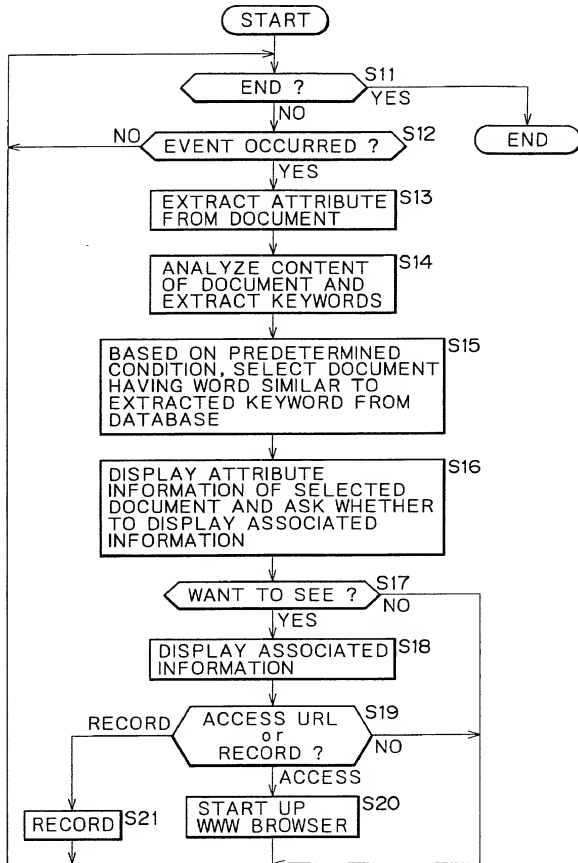 START
END ?
S11
YES
NO
END
NO
EVENT OCCURRED ?
S12
YES
EXTRACT ATTRIBUTE
FROM DOCUMENT
S13
ANALYZE CONTENT
OF DOCUMENT AND
EXTRACT KEYWORDS
S14
BASED ON PREDETERMINED
CONDITION, SELECT DOCUMENT
HAVING WORD SIMILAR TO
EXTRACTED KEYWORD FROM
DATABASE
S15
DISPLAY ATTRIBUTE
INFORMATION OF SELECTED
DOCUMENT AND ASK WHETHER
TO DISPLAY ASSOCIATED
INFORMATION
S16
WANT TO SEE ?
S17
NO
YES
DISPLAY ASSOCIATED
INFORMATION
S18
RECORD
ACCESS URL
or
RECORD ?
S19
NO
ACCESS
RECORD
S21
START UP
WWW BROWSER
S20